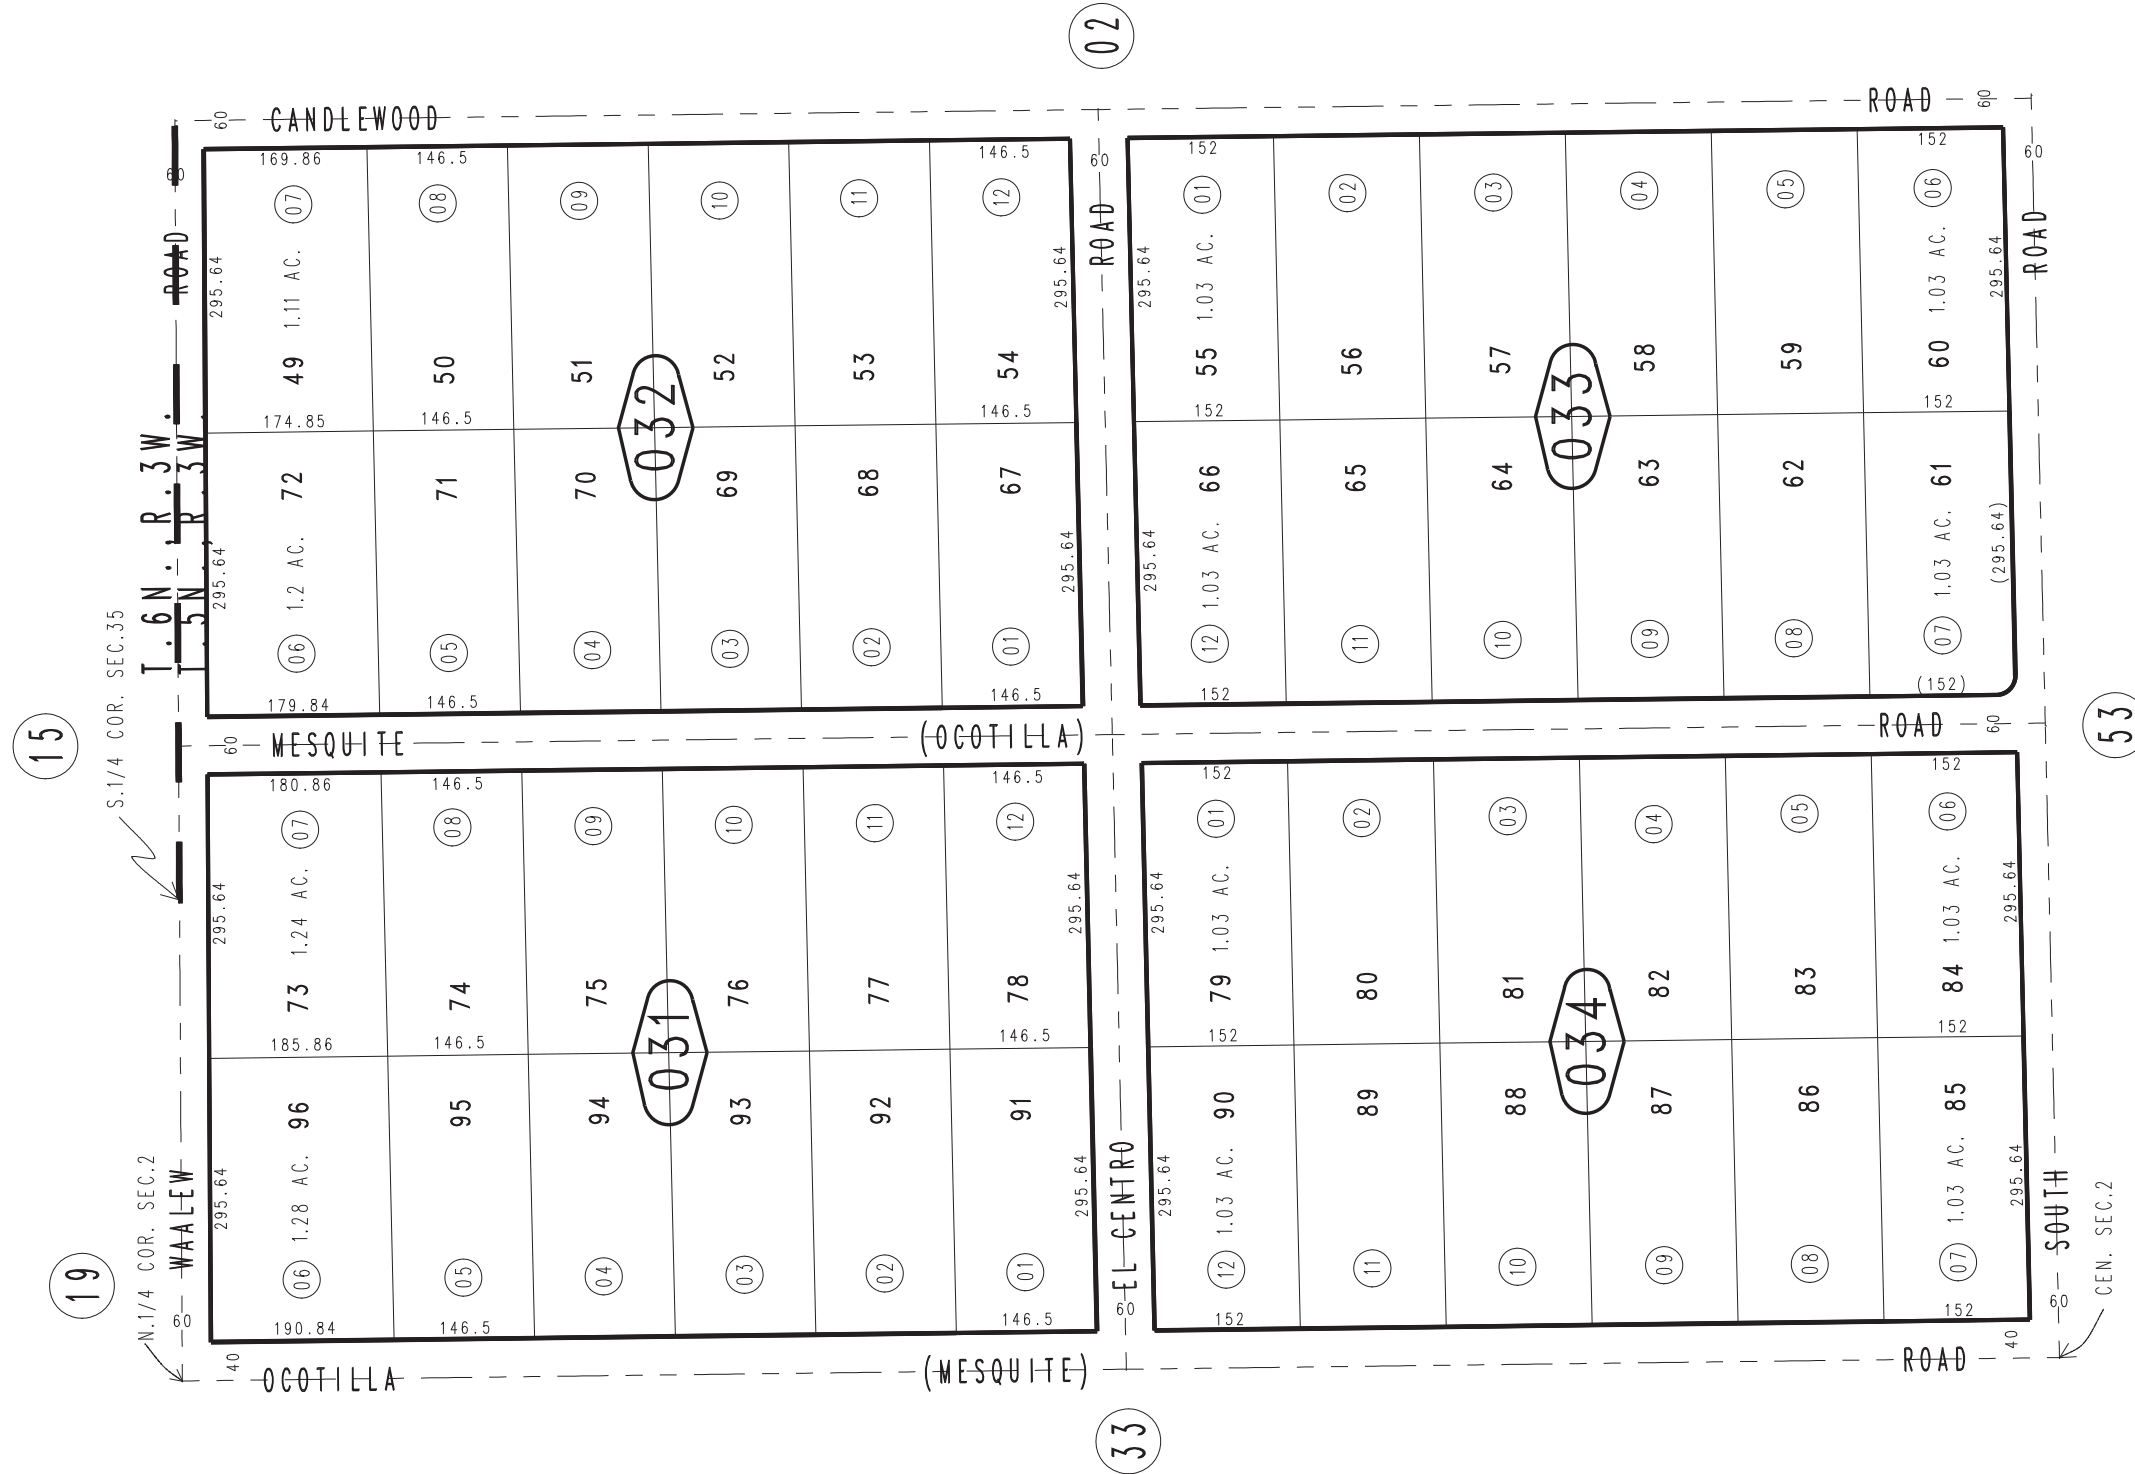 02
60 CANDLEWOOD ROAD 60
169.86 146.5 146.5 60 152 152 60
60
07 08 09 10 11 12 01 02 03 04 05 06
ROAD ROAD ROAD
295.64 295.64 295.64 295.64
1.11 AC. 1.03 AC. 1.03 AC.
49 50 51 52 53 54 55 56 57 58 59 60
174.85 146.5 146.5 152 152
032 033
T.6N., R.3W.
T.5N., R.3W.
72 71 70 69 68 67 66 65 64 63 62 61
295.64 1.2 AC. 295.64 295.64 1.03 AC. 1.03 AC. (295.64)
06 05 04 03 02 01 12 11 10 09 08 07
179.84 146.5 146.5 152 (152)
S.1/4 COR. SEC.35
15 53
60 MESQUITE (OCOTILLA) ROAD 60
180.86 146.5 146.5 152 152
07 08 09 10 11 12 01 02 03 04 05 06
295.64 1.24 AC. 295.64 295.64 1.03 AC. 1.03 AC. 295.64
73 74 75 76 77 78 79 80 81 82 83 84
185.86 146.5 146.5 152 152
031 034
96 95 94 93 92 91 90 89 88 87 86 85
295.64 1.28 AC. 295.64 295.64 1.03 AC. 1.03 AC. 295.64
N.1/4 COR. SEC.2
WAALEW EL CENTRO SOUTH
CEN. SEC.2
19
06 05 04 03 02 01 12 11 10 09 08 07
60 190.84 146.5 146.5 60 152 152 60
40 OCOTILLA (MESQUITE) ROAD 40
33